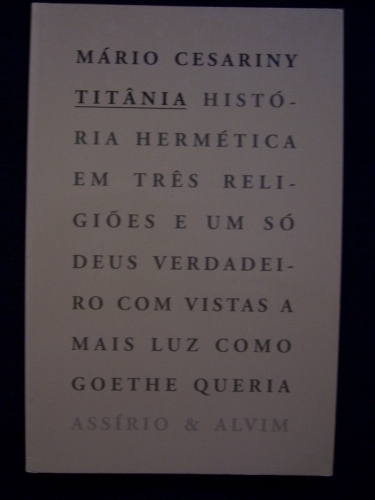 MÁRIO CESARINY
TITÂNIA HISTÓ-
RIA HERMÉTICA
EM TRÊS RELI-
GIÕES E UM SÓ
DEUS VERDADEI-
RO COM VISTAS A
MAIS LUZ COMO
GOETHE QUERIA
ASSÍRIO & ALVIM